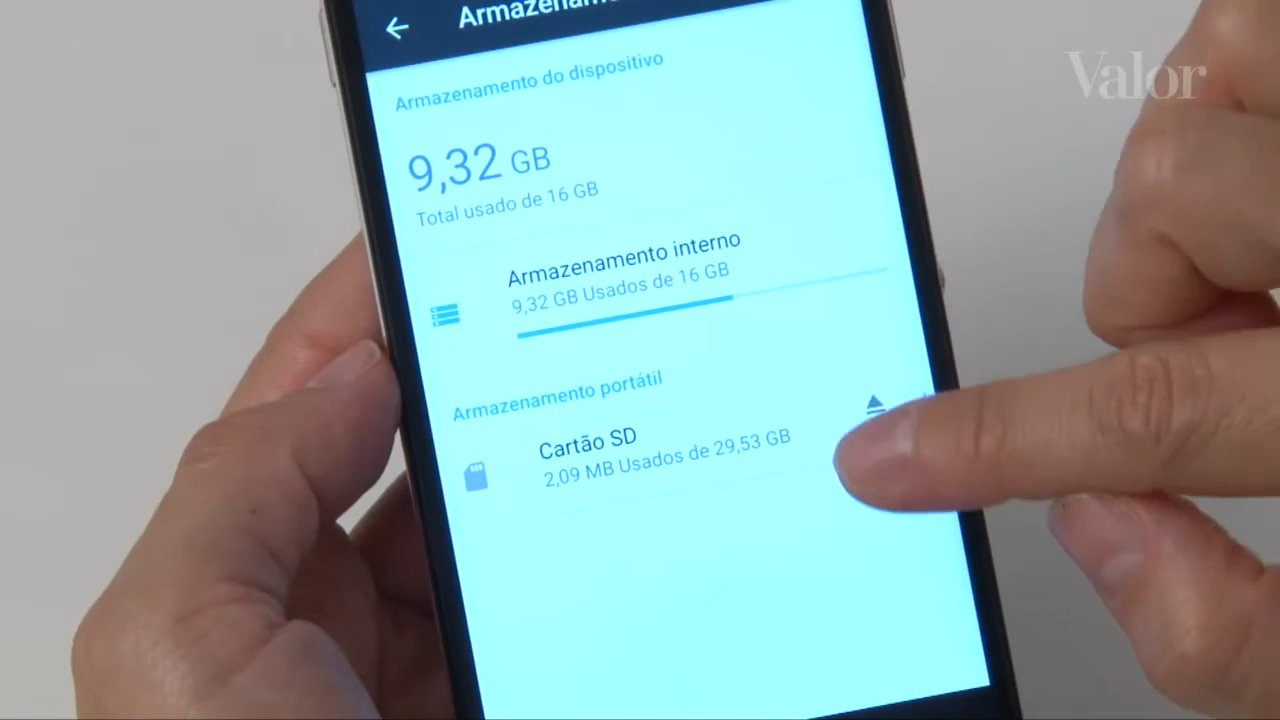 Valor
Armazenamento do dispositivo
9,32 GB
Total usado de 16 GB
Armazenamento interno
9,32 GB Usados de 16 GB
Armazenamento portátil
Cartão SD
2,09 MB Usados de 29,53 GB